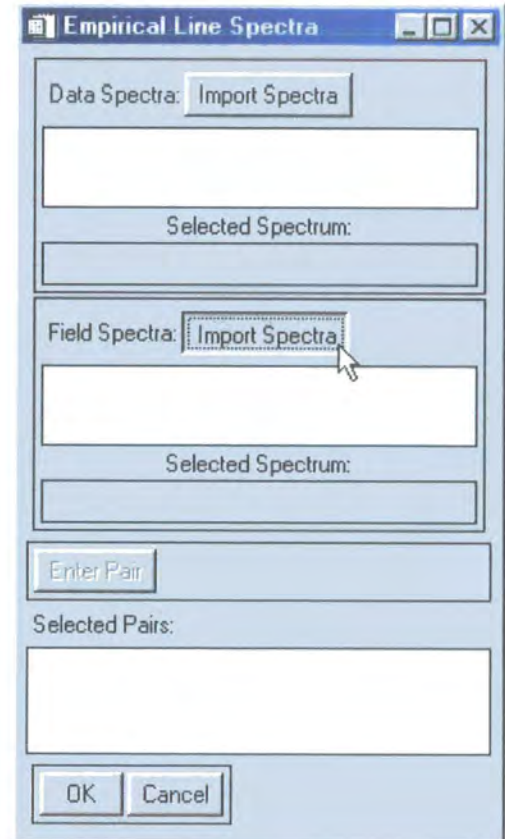 Empirical Line Spectra
Data Spectra: Import Spectra
Selected Spectrum:
Field Spectra: Import Spectra
Selected Spectrum:
Enter Pair
Selected Pairs:
OK Cancel